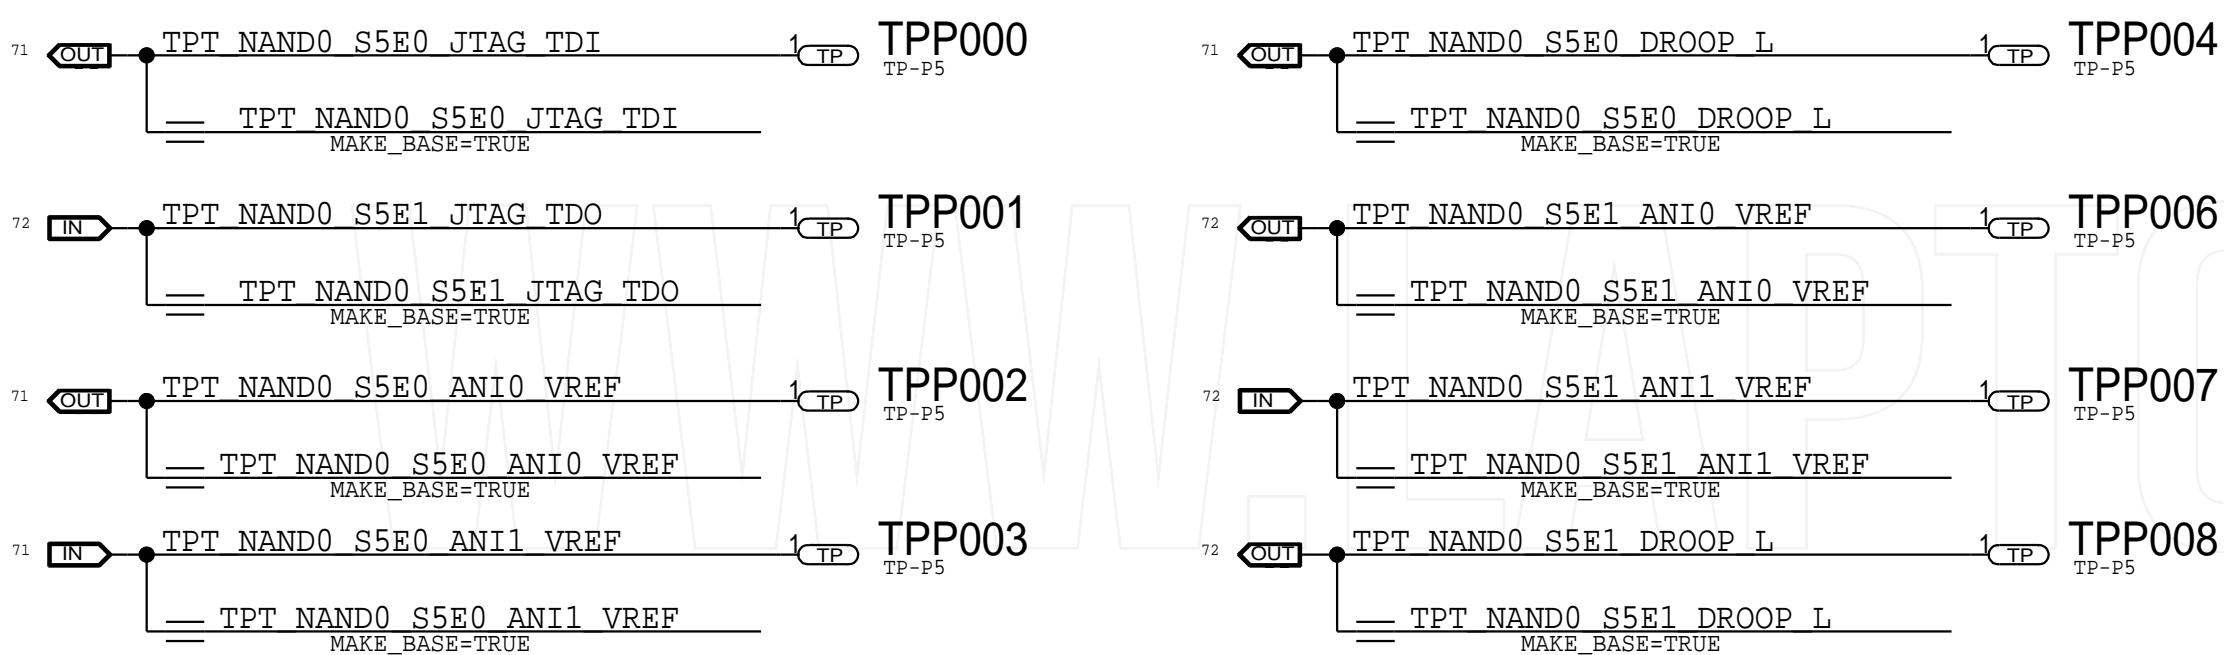 71 OUT TPT_NAND0_S5E0_JTAG_TDI 1 TP TPP000
TP-P5
TPT_NAND0_S5E0_JTAG_TDI
MAKE_BASE=TRUE
72 IN TPT_NAND0_S5E1_JTAG_TDO 1 TP TPP001
TP-P5
TPT_NAND0_S5E1_JTAG_TDO
MAKE_BASE=TRUE
71 OUT TPT_NAND0_S5E0_ANI0_VREF 1 TP TPP002
TP-P5
TPT_NAND0_S5E0_ANI0_VREF
MAKE_BASE=TRUE
71 IN TPT_NAND0_S5E0_ANI1_VREF 1 TP TPP003
TP-P5
TPT_NAND0_S5E0_ANI1_VREF
MAKE_BASE=TRUE
71 OUT TPT_NAND0_S5E0_DROOP_L 1 TP TPP004
TP-P5
TPT_NAND0_S5E0_DROOP_L
MAKE_BASE=TRUE
72 OUT TPT_NAND0_S5E1_ANI0_VREF 1 TP TPP006
TP-P5
TPT_NAND0_S5E1_ANI0_VREF
MAKE_BASE=TRUE
72 IN TPT_NAND0_S5E1_ANI1_VREF 1 TP TPP007
TP-P5
TPT_NAND0_S5E1_ANI1_VREF
MAKE_BASE=TRUE
72 OUT TPT_NAND0_S5E1_DROOP_L 1 TP TPP008
TP-P5
TPT_NAND0_S5E1_DROOP_L
MAKE_BASE=TRUE
WWW.LAPT